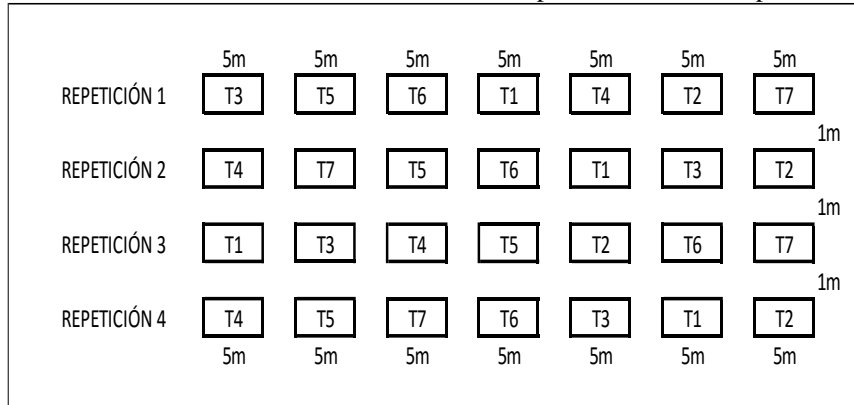 5m 5m 5m 5m 5m 5m 5m
REPETICIÓN 1 T3 T5 T6 T1 T4 T2 T7
1m
REPETICIÓN 2 T4 T7 T5 T6 T1 T3 T2
1m
REPETICIÓN 3 T1 T3 T4 T5 T2 T6 T7
1m
REPETICIÓN 4 T4 T5 T7 T6 T3 T1 T2
5m 5m 5m 5m 5m 5m 5m